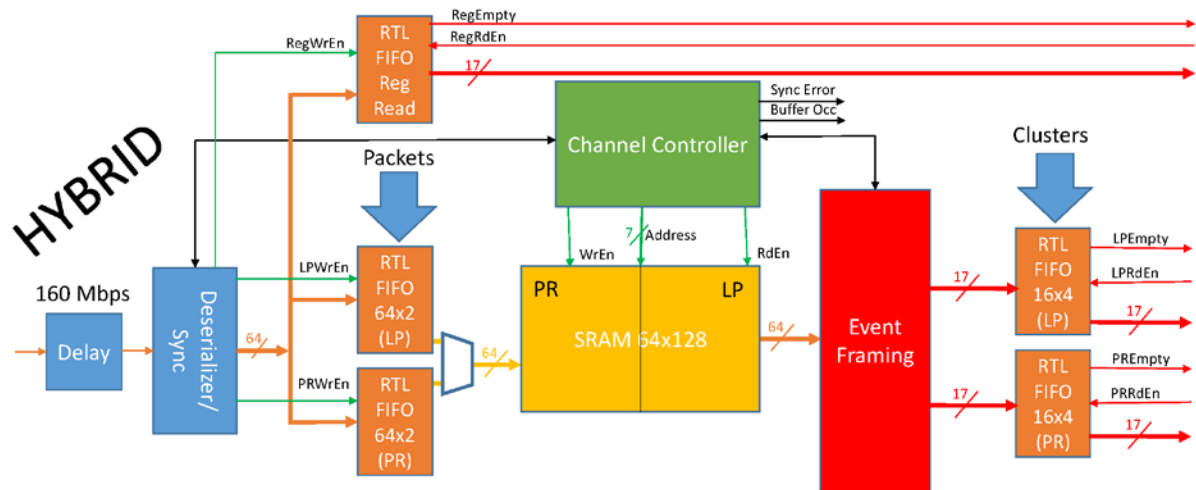 HYBRID
RegWrEn
RTL
FIFO
Reg
Read
RegEmpty
RegRdEn
17
Sync Error
Buffer Occ
Channel Controller
Packets
Clusters
WrEn
7
Address
RdEn
160 Mbps
Delay
Deserializer/
Sync
64
LPWrEn
RTL
FIFO
64x2
(LP)
PRWrEn
RTL
FIFO
64x2
(PR)
64
PR
LP
SRAM 64x128
64
Event
Framing
17
17
RTL
FIFO
16x4
(LP)
LPEmpty
LPRdEn
17
RTL
FIFO
16x4
(PR)
PREmpty
PRRdEn
17